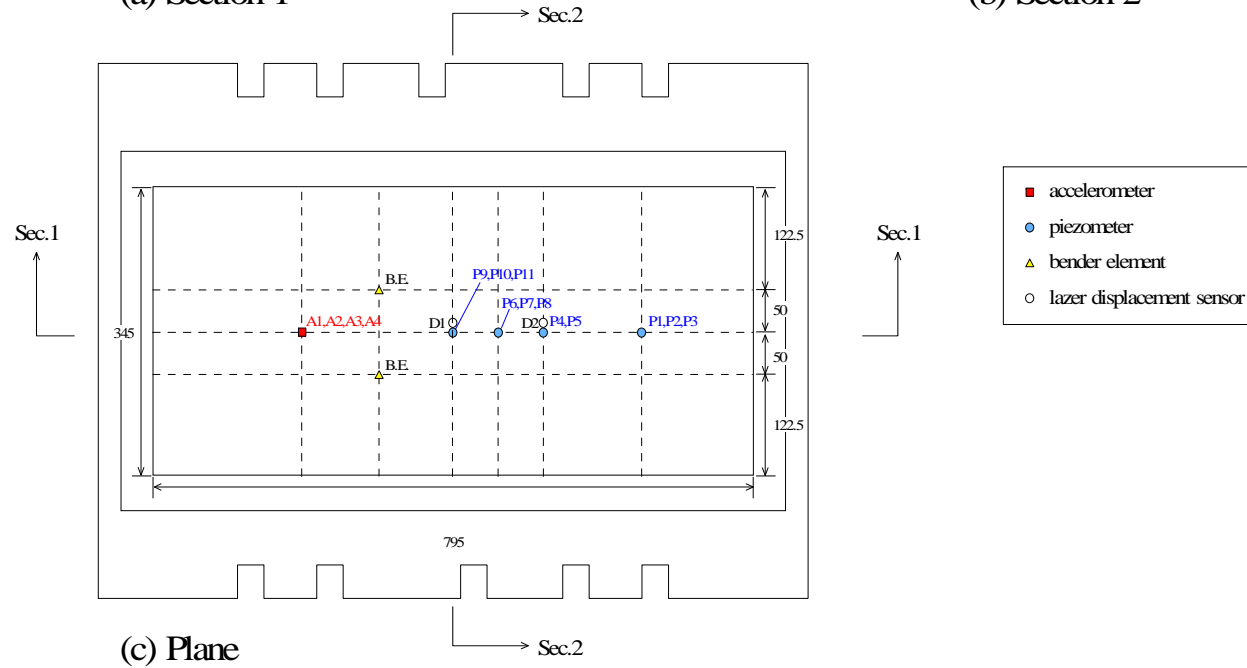 (a) Section 1
(b) Section 2
Sec.2
accelerometer
piezometer
bender element
lazer displacement sensor
Sec.1
Sec.1
122.5
B.E.
P9,P10,P11
P6,P7,P8
50
A1,A2,A3,A4
D1
D2
P4,P5
P1,P2,P3
345
50
B.E.
122.5
795
Sec.2
(c) Plane